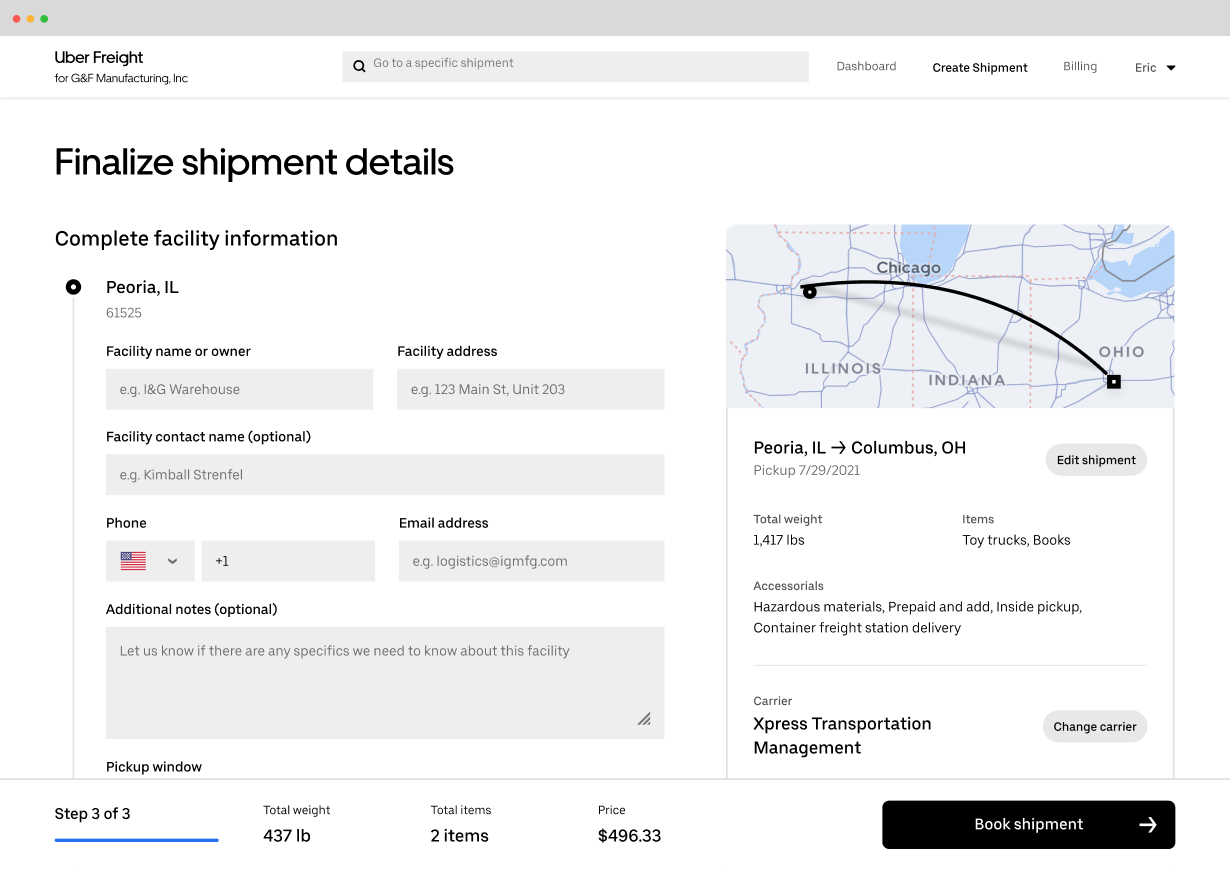 Uber Freight
for G&F Manufacturing, Inc
Go to a specific shipment
Dashboard
Create Shipment
Billing
Eric
Finalize shipment details
Complete facility information
Peoria, IL
61525
Facility name or owner
Facility address
e.g. I&G Warehouse
e.g. 123 Main St, Unit 203
Facility contact name (optional)
e.g. Kimball Strenfel
Phone
Email address
+1
e.g. logistics@igmfg.com
Additional notes (optional)
Let us know if there are any specifics we need to know about this facility
Pickup window
Chicago
ILLINOIS
INDIANA
OHIO
Peoria, IL → Columbus, OH
Pickup 7/29/2021
Edit shipment
Total weight
Items
1,417 lbs
Toy trucks, Books
Accessorials
Hazardous materials, Prepaid and add, Inside pickup,
Container freight station delivery
Carrier
Xpress Transportation
Management
Change carrier
Step 3 of 3
Total weight
437 lb
Total items
2 items
Price
$496.33
Book shipment